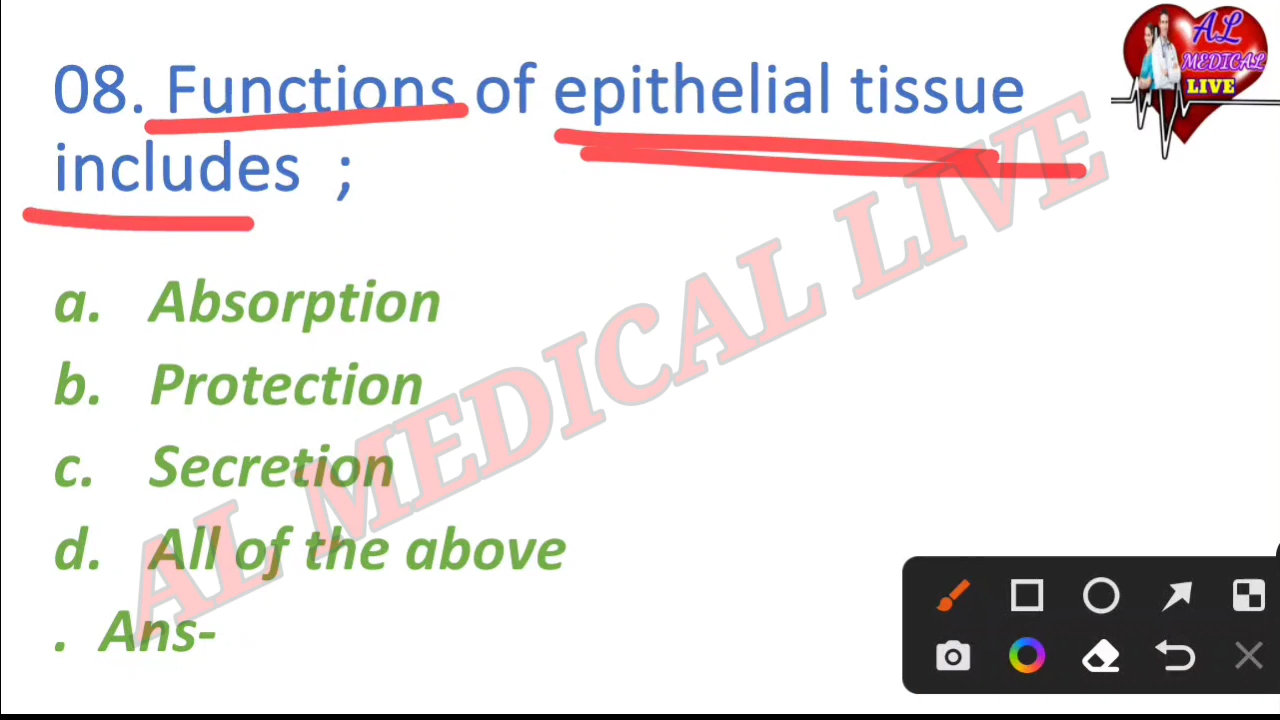 08. Functions of epithelial tissue
includes ;
a. Absorption
b. Protection
c. Secretion
d. All of the above
. Ans-
AL MEDICAL LIVE
AL
MEDICAL
LIVE